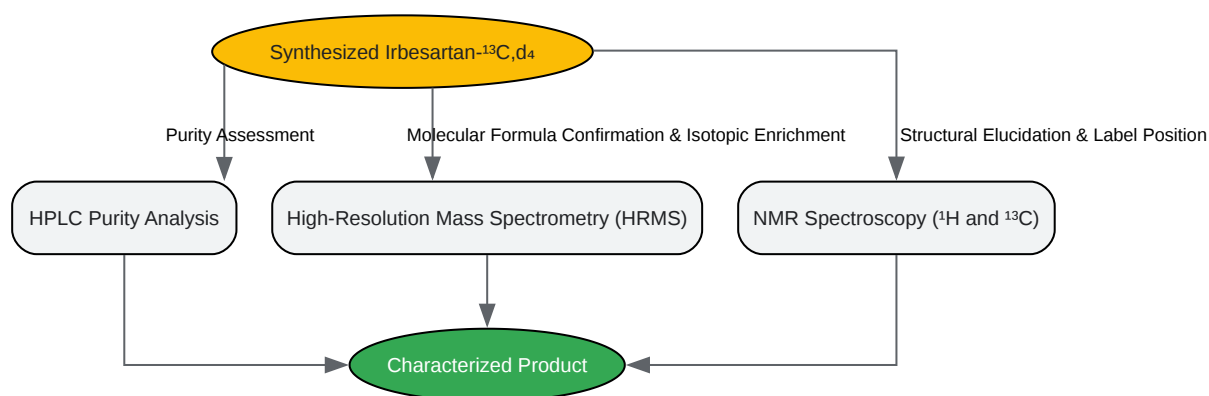 Synthesized Irbesartan-¹³C,d₄
Purity Assessment
Molecular Formula Confirmation & Isotopic Enrichment
Structural Elucidation & Label Position
HPLC Purity Analysis
High-Resolution Mass Spectrometry (HRMS)
NMR Spectroscopy (¹H and ¹³C)
Characterized Product